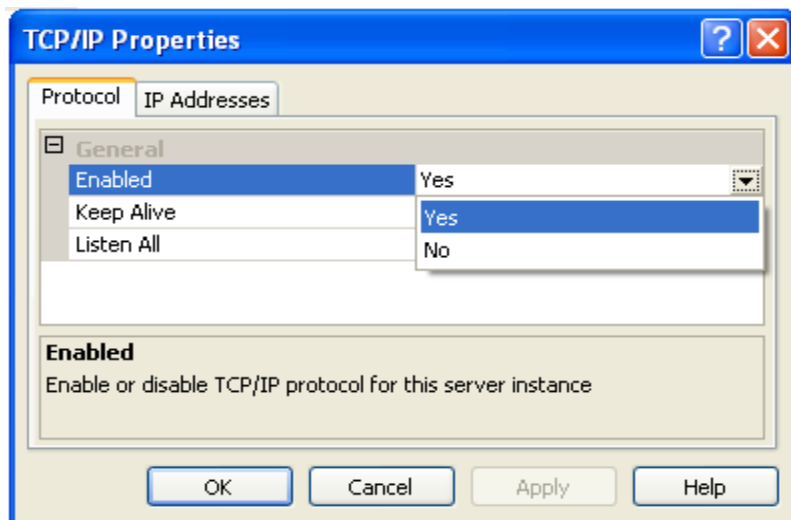 TCP/IP Properties
Protocol IP Addresses
General
Enabled Yes
Keep Alive Yes
Listen All No
Enabled
Enable or disable TCP/IP protocol for this server instance
OK Cancel Apply Help